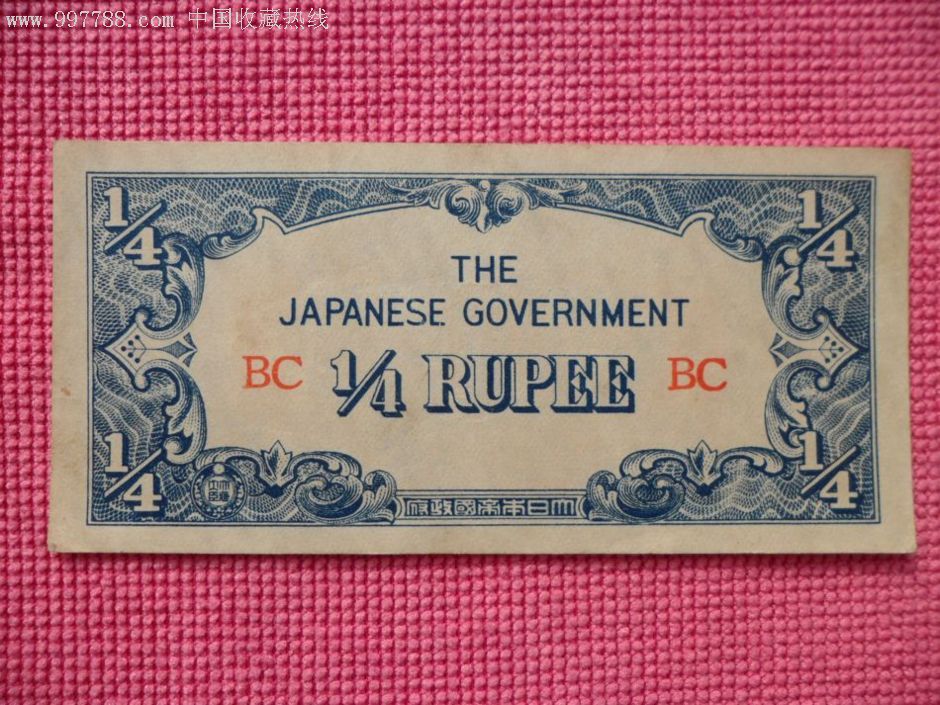 www.997788.com 中国收藏热线
1/4 1/4
THE
JAPANESE GOVERNMENT
BC 1/4 RUPEE BC
1/4 1/4
府政國帝本日大